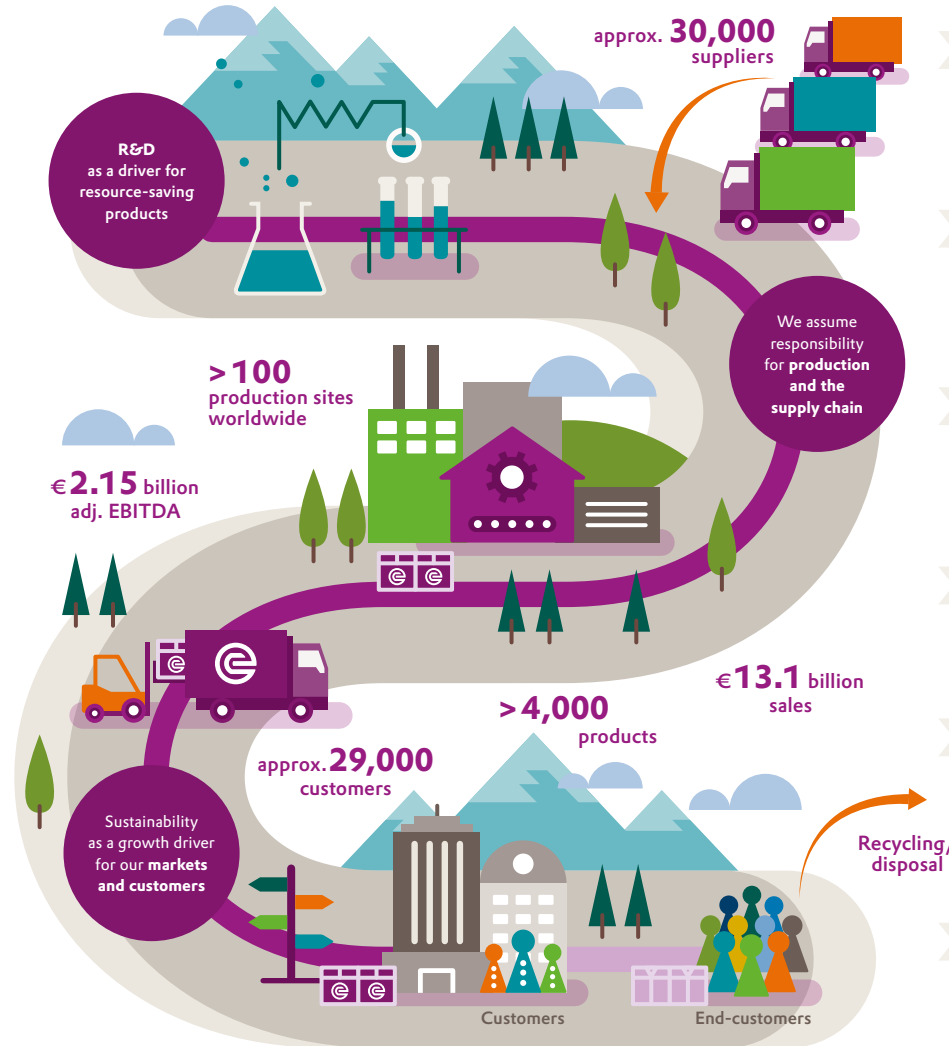 approx. 30,000
suppliers
R&D
as a driver for
resource-saving
products
We assume
responsibility
for production
and the
supply chain
>100
production sites
worldwide
€2.15 billion
adj. EBITDA
€13.1 billion
sales
>4,000
products
approx. 29,000
customers
Sustainability
as a growth driver
for our markets
and customers
Recycling/
disposal
Customers
End-customers